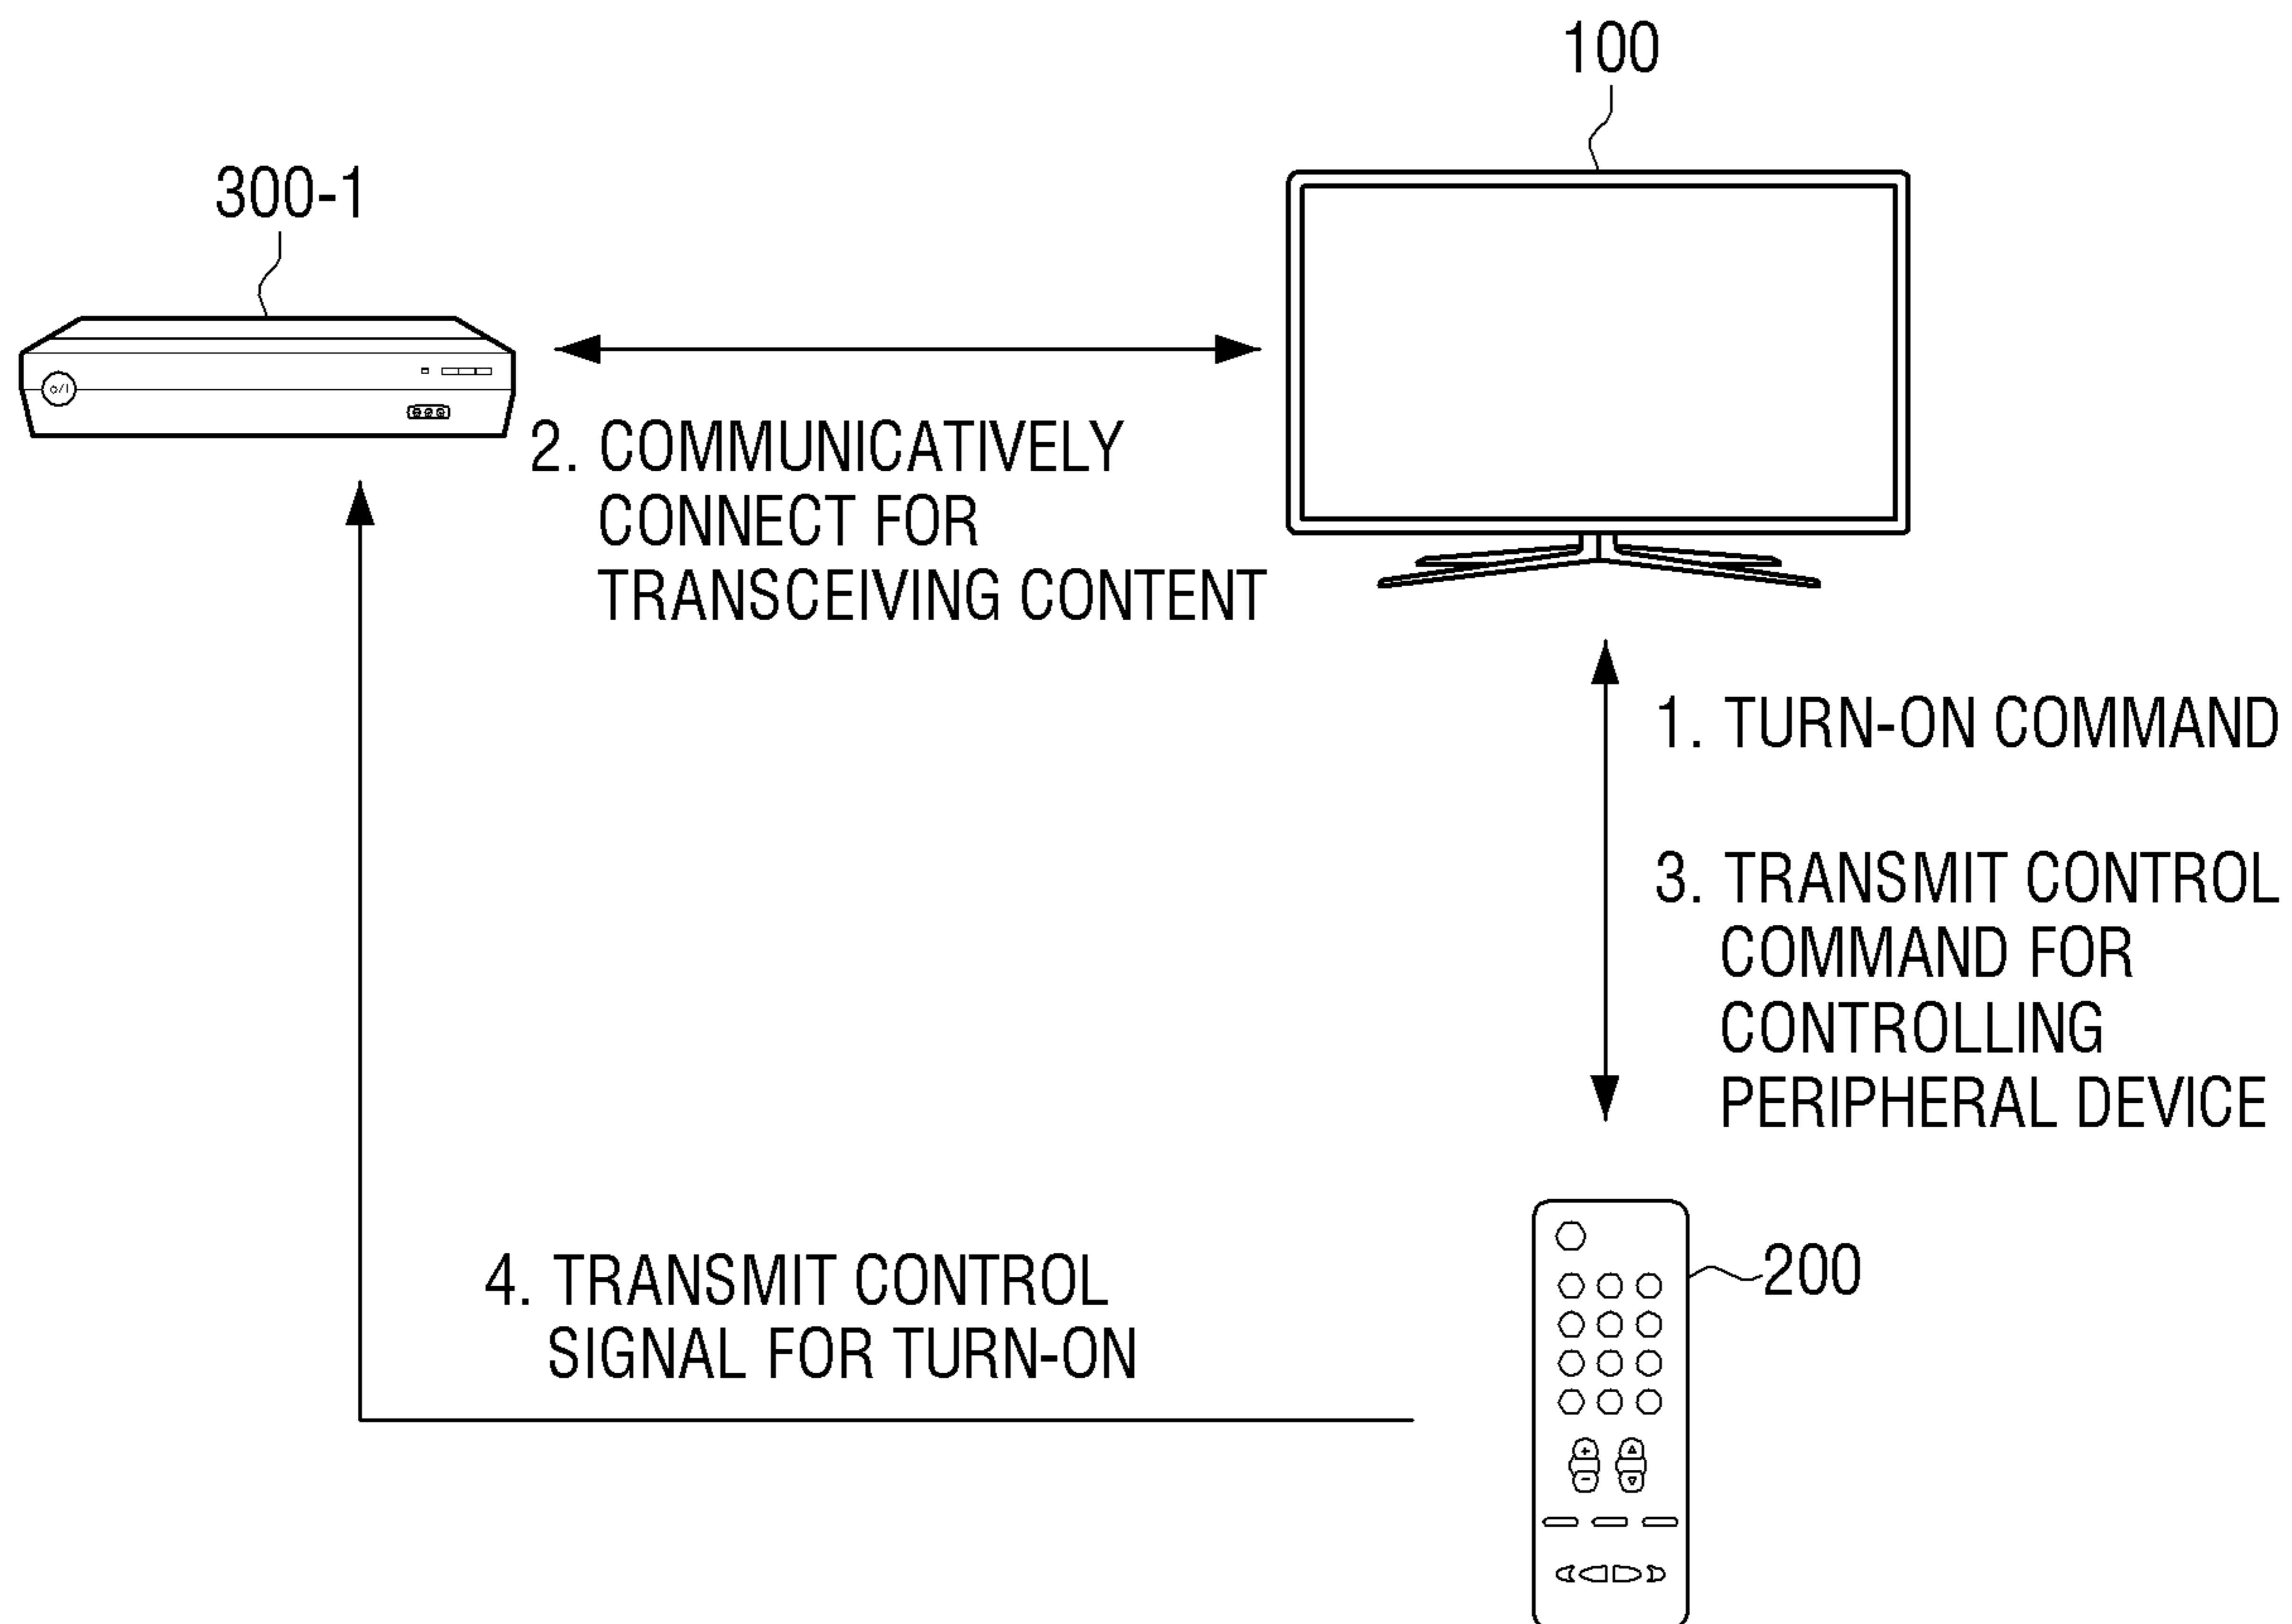 100
300-1
o/I
2. COMMUNICATIVELY
CONNECT FOR
TRANSCEIVING CONTENT
1. TURN-ON COMMAND
3. TRANSMIT CONTROL
COMMAND FOR
CONTROLLING
PERIPHERAL DEVICE
200
4. TRANSMIT CONTROL
SIGNAL FOR TURN-ON
+
-